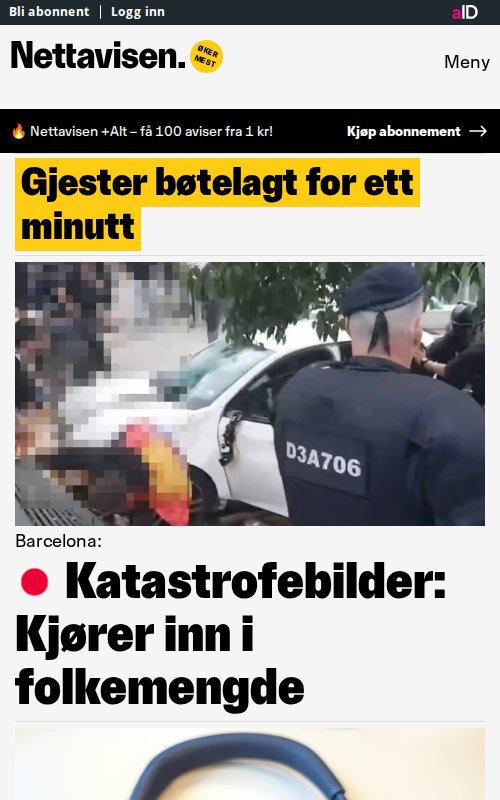 Bli abonnent | Logg inn
aID
Nettavisen.
ØKER
MEST
Meny
🔥 Nettavisen +Alt – få 100 aviser fra 1 kr!
Kjøp abonnement →
Gjester bøtelagt for ett
minutt
D3A706
Barcelona:
Katastrofebilder:
Kjører inn i
folkemengde